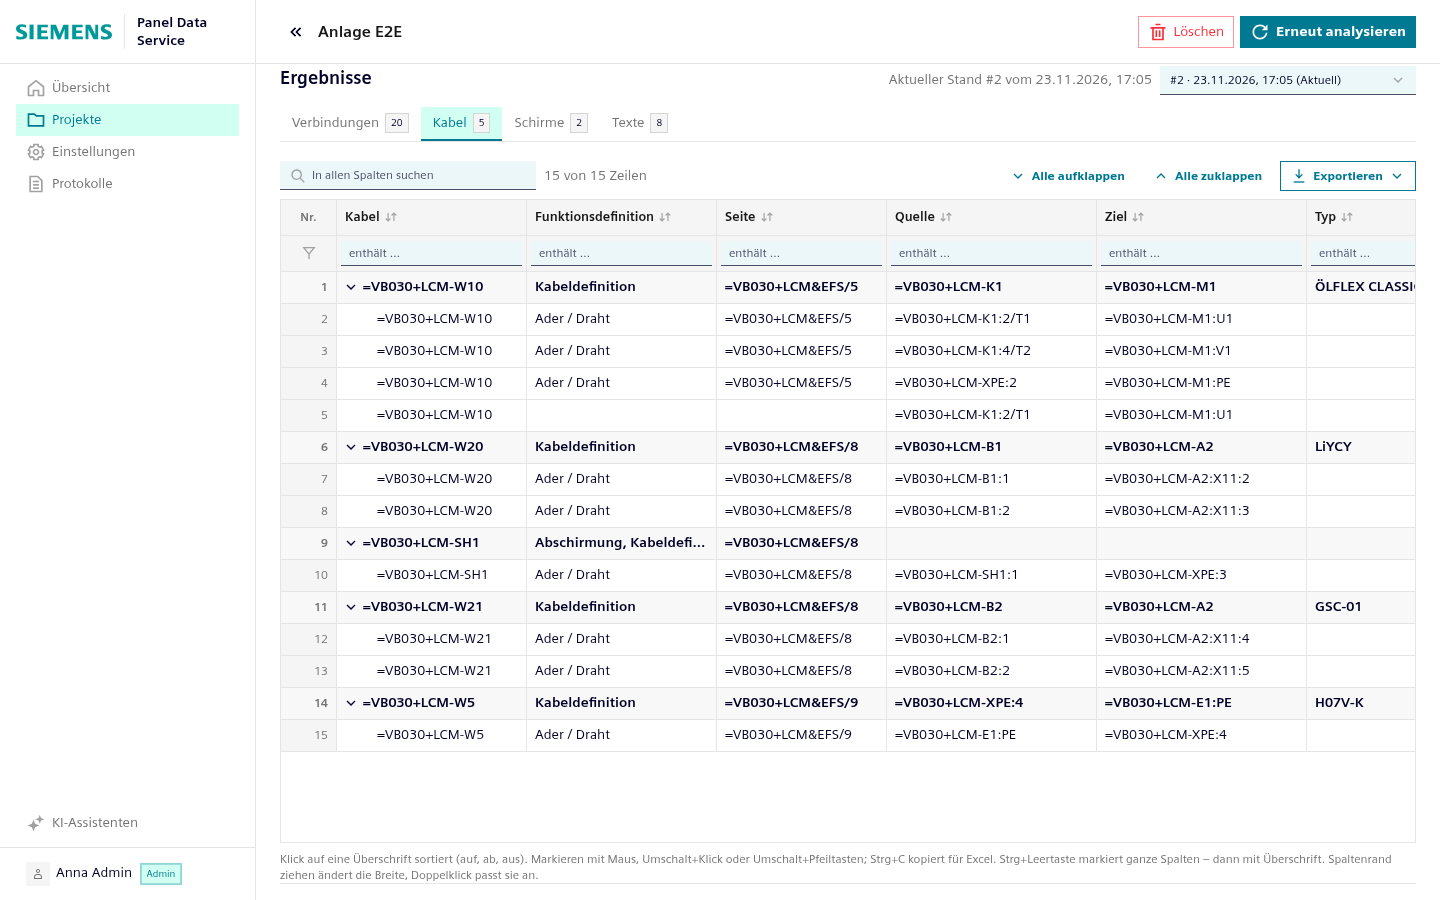 SIEMENS
Panel Data Service
Anlage E2E
Löschen
Erneut analysieren
Übersicht
Projekte
Einstellungen
Protokolle
KI-Assistenten
Anna Admin Admin
Ergebnisse
Aktueller Stand #2 vom 23.11.2026, 17:05
#2 · 23.11.2026, 17:05 (Aktuell)
Verbindungen 20 Kabel 5 Schirme 2 Texte 8
In allen Spalten suchen 15 von 15 Zeilen Alle aufklappen Alle zuklappen Exportieren
Nr. Kabel Funktionsdefinition Seite Quelle Ziel Typ
enthält ... enthält ... enthält ... enthält ... enthält ... enthält ...
1 =VB030+LCM-W10 Kabeldefinition =VB030+LCM&EFS/5 =VB030+LCM-K1 =VB030+LCM-M1 ÖLFLEX CLASSI
2 =VB030+LCM-W10 Ader / Draht =VB030+LCM&EFS/5 =VB030+LCM-K1:2/T1 =VB030+LCM-M1:U1
3 =VB030+LCM-W10 Ader / Draht =VB030+LCM&EFS/5 =VB030+LCM-K1:4/T2 =VB030+LCM-M1:V1
4 =VB030+LCM-W10 Ader / Draht =VB030+LCM&EFS/5 =VB030+LCM-XPE:2 =VB030+LCM-M1:PE
5 =VB030+LCM-W10 =VB030+LCM-K1:2/T1 =VB030+LCM-M1:U1
6 =VB030+LCM-W20 Kabeldefinition =VB030+LCM&EFS/8 =VB030+LCM-B1 =VB030+LCM-A2 LiYCY
7 =VB030+LCM-W20 Ader / Draht =VB030+LCM&EFS/8 =VB030+LCM-B1:1 =VB030+LCM-A2:X11:2
8 =VB030+LCM-W20 Ader / Draht =VB030+LCM&EFS/8 =VB030+LCM-B1:2 =VB030+LCM-A2:X11:3
9 =VB030+LCM-SH1 Abschirmung, Kabeldefi... =VB030+LCM&EFS/8
10 =VB030+LCM-SH1 Ader / Draht =VB030+LCM&EFS/8 =VB030+LCM-SH1:1 =VB030+LCM-XPE:3
11 =VB030+LCM-W21 Kabeldefinition =VB030+LCM&EFS/8 =VB030+LCM-B2 =VB030+LCM-A2 GSC-01
12 =VB030+LCM-W21 Ader / Draht =VB030+LCM&EFS/8 =VB030+LCM-B2:1 =VB030+LCM-A2:X11:4
13 =VB030+LCM-W21 Ader / Draht =VB030+LCM&EFS/8 =VB030+LCM-B2:2 =VB030+LCM-A2:X11:5
14 =VB030+LCM-W5 Kabeldefinition =VB030+LCM&EFS/9 =VB030+LCM-XPE:4 =VB030+LCM-E1:PE H07V-K
15 =VB030+LCM-W5 Ader / Draht =VB030+LCM&EFS/9 =VB030+LCM-E1:PE =VB030+LCM-XPE:4
Klick auf eine Überschrift sortiert (auf, ab, aus). Markieren mit Maus, Umschalt+Klick oder Umschalt+Pfeiltasten; Strg+C kopiert für Excel. Strg+Leertaste markiert ganze Spalten – dann mit Überschrift. Spaltenrand
ziehen ändert die Breite, Doppelklick passt sie an.